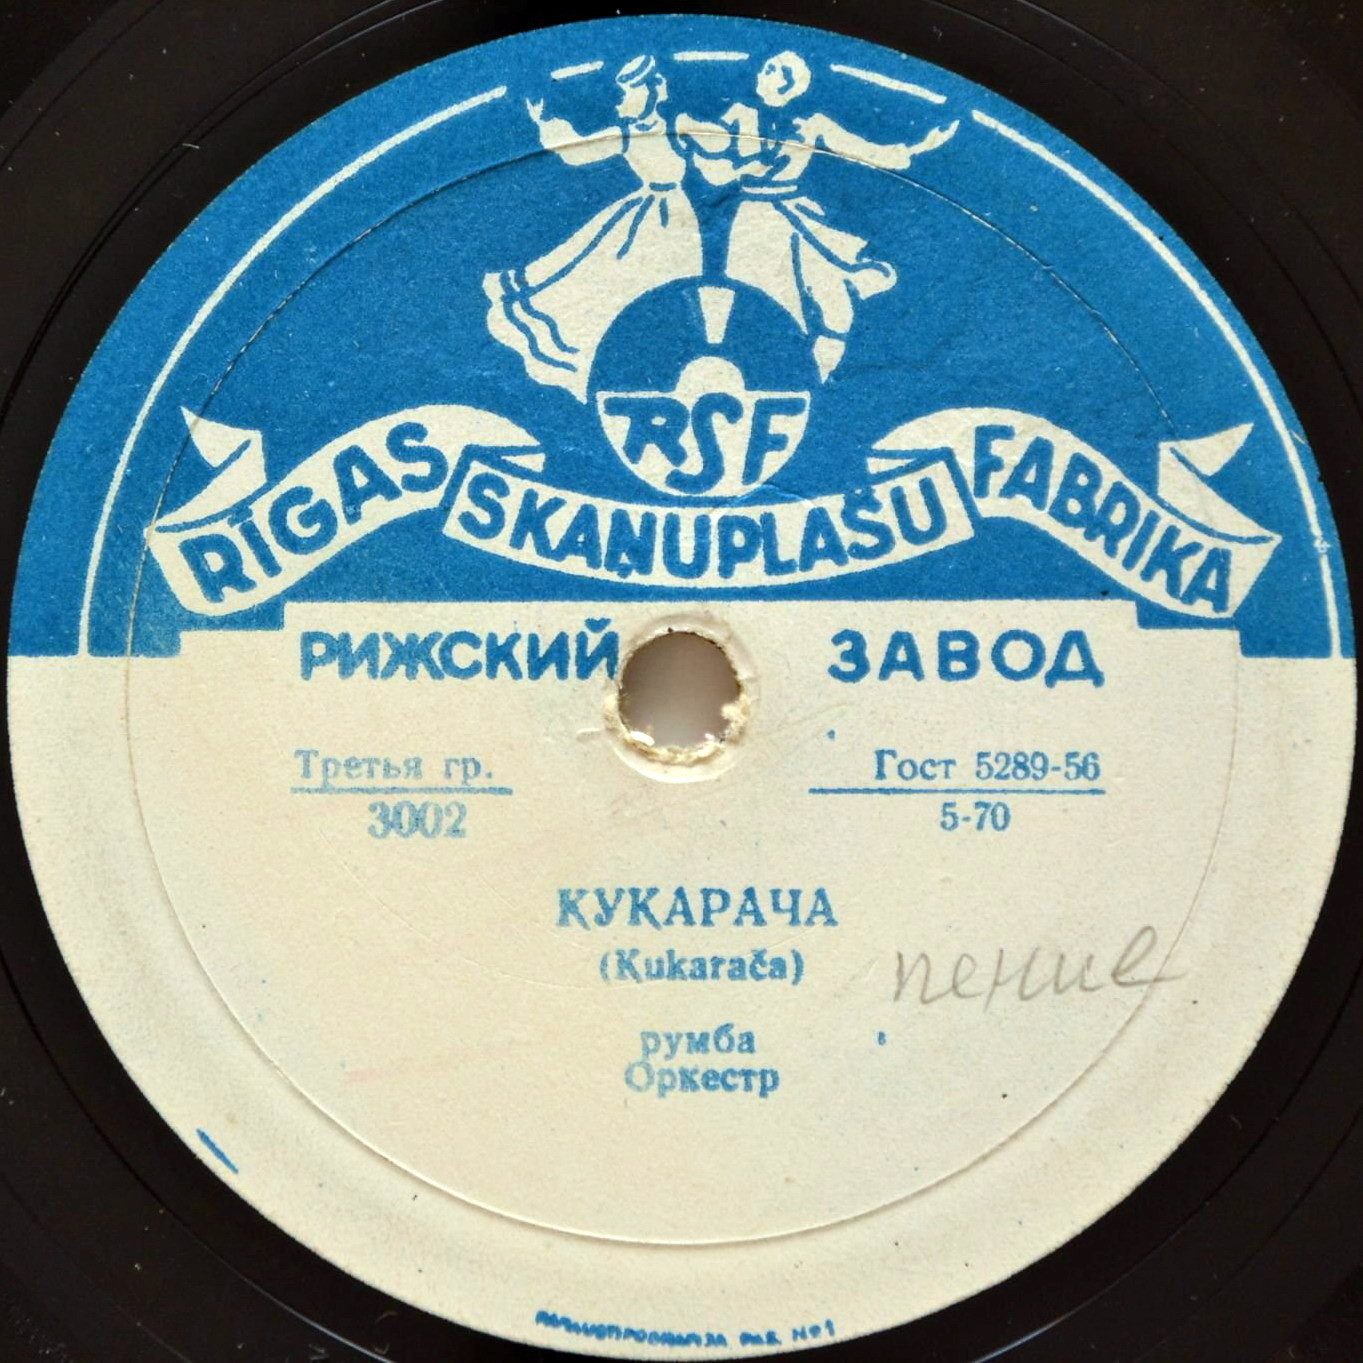 RSF
RĪGAS SKAŅUPLAŠU FABRIKA
РИЖСКИЙ ЗАВОД
Третья гр.
3002
Гост 5289-56
5-70
КУКАРАЧА
(Kukarača)
пение
румба
Оркестр
№1